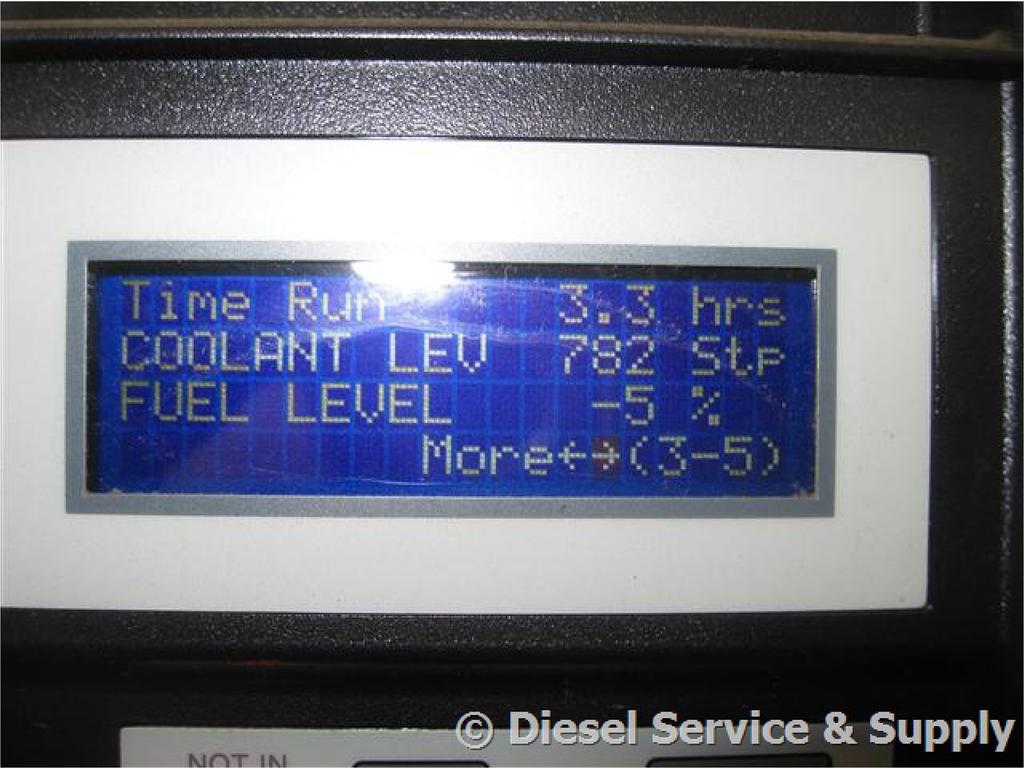 Time Run 3.3 hrs
COOLANT LEV 782 Stp
FUEL LEVEL -5 %
More←→(3-5)
NOT IN
© Diesel Service & Supply